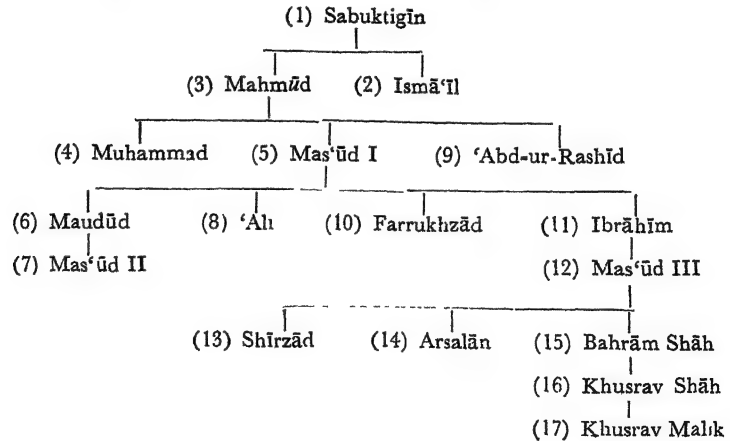 (1) Sabuktigīn
(3) Mahmūd (2) Ismā‘īl
(4) Muhammad (5) Mas‘ūd I (9) ‘Abd-ur-Rashīd
(6) Maudūd (8) ‘Alı (10) Farrukhzād (11) Ibrāhīm
(7) Mas‘ūd II (12) Mas‘ūd III
(13) Shīrzād (14) Arsalān (15) Bahrām Shāh
(16) Khusrav Shāh
(17) Khusrav Malık